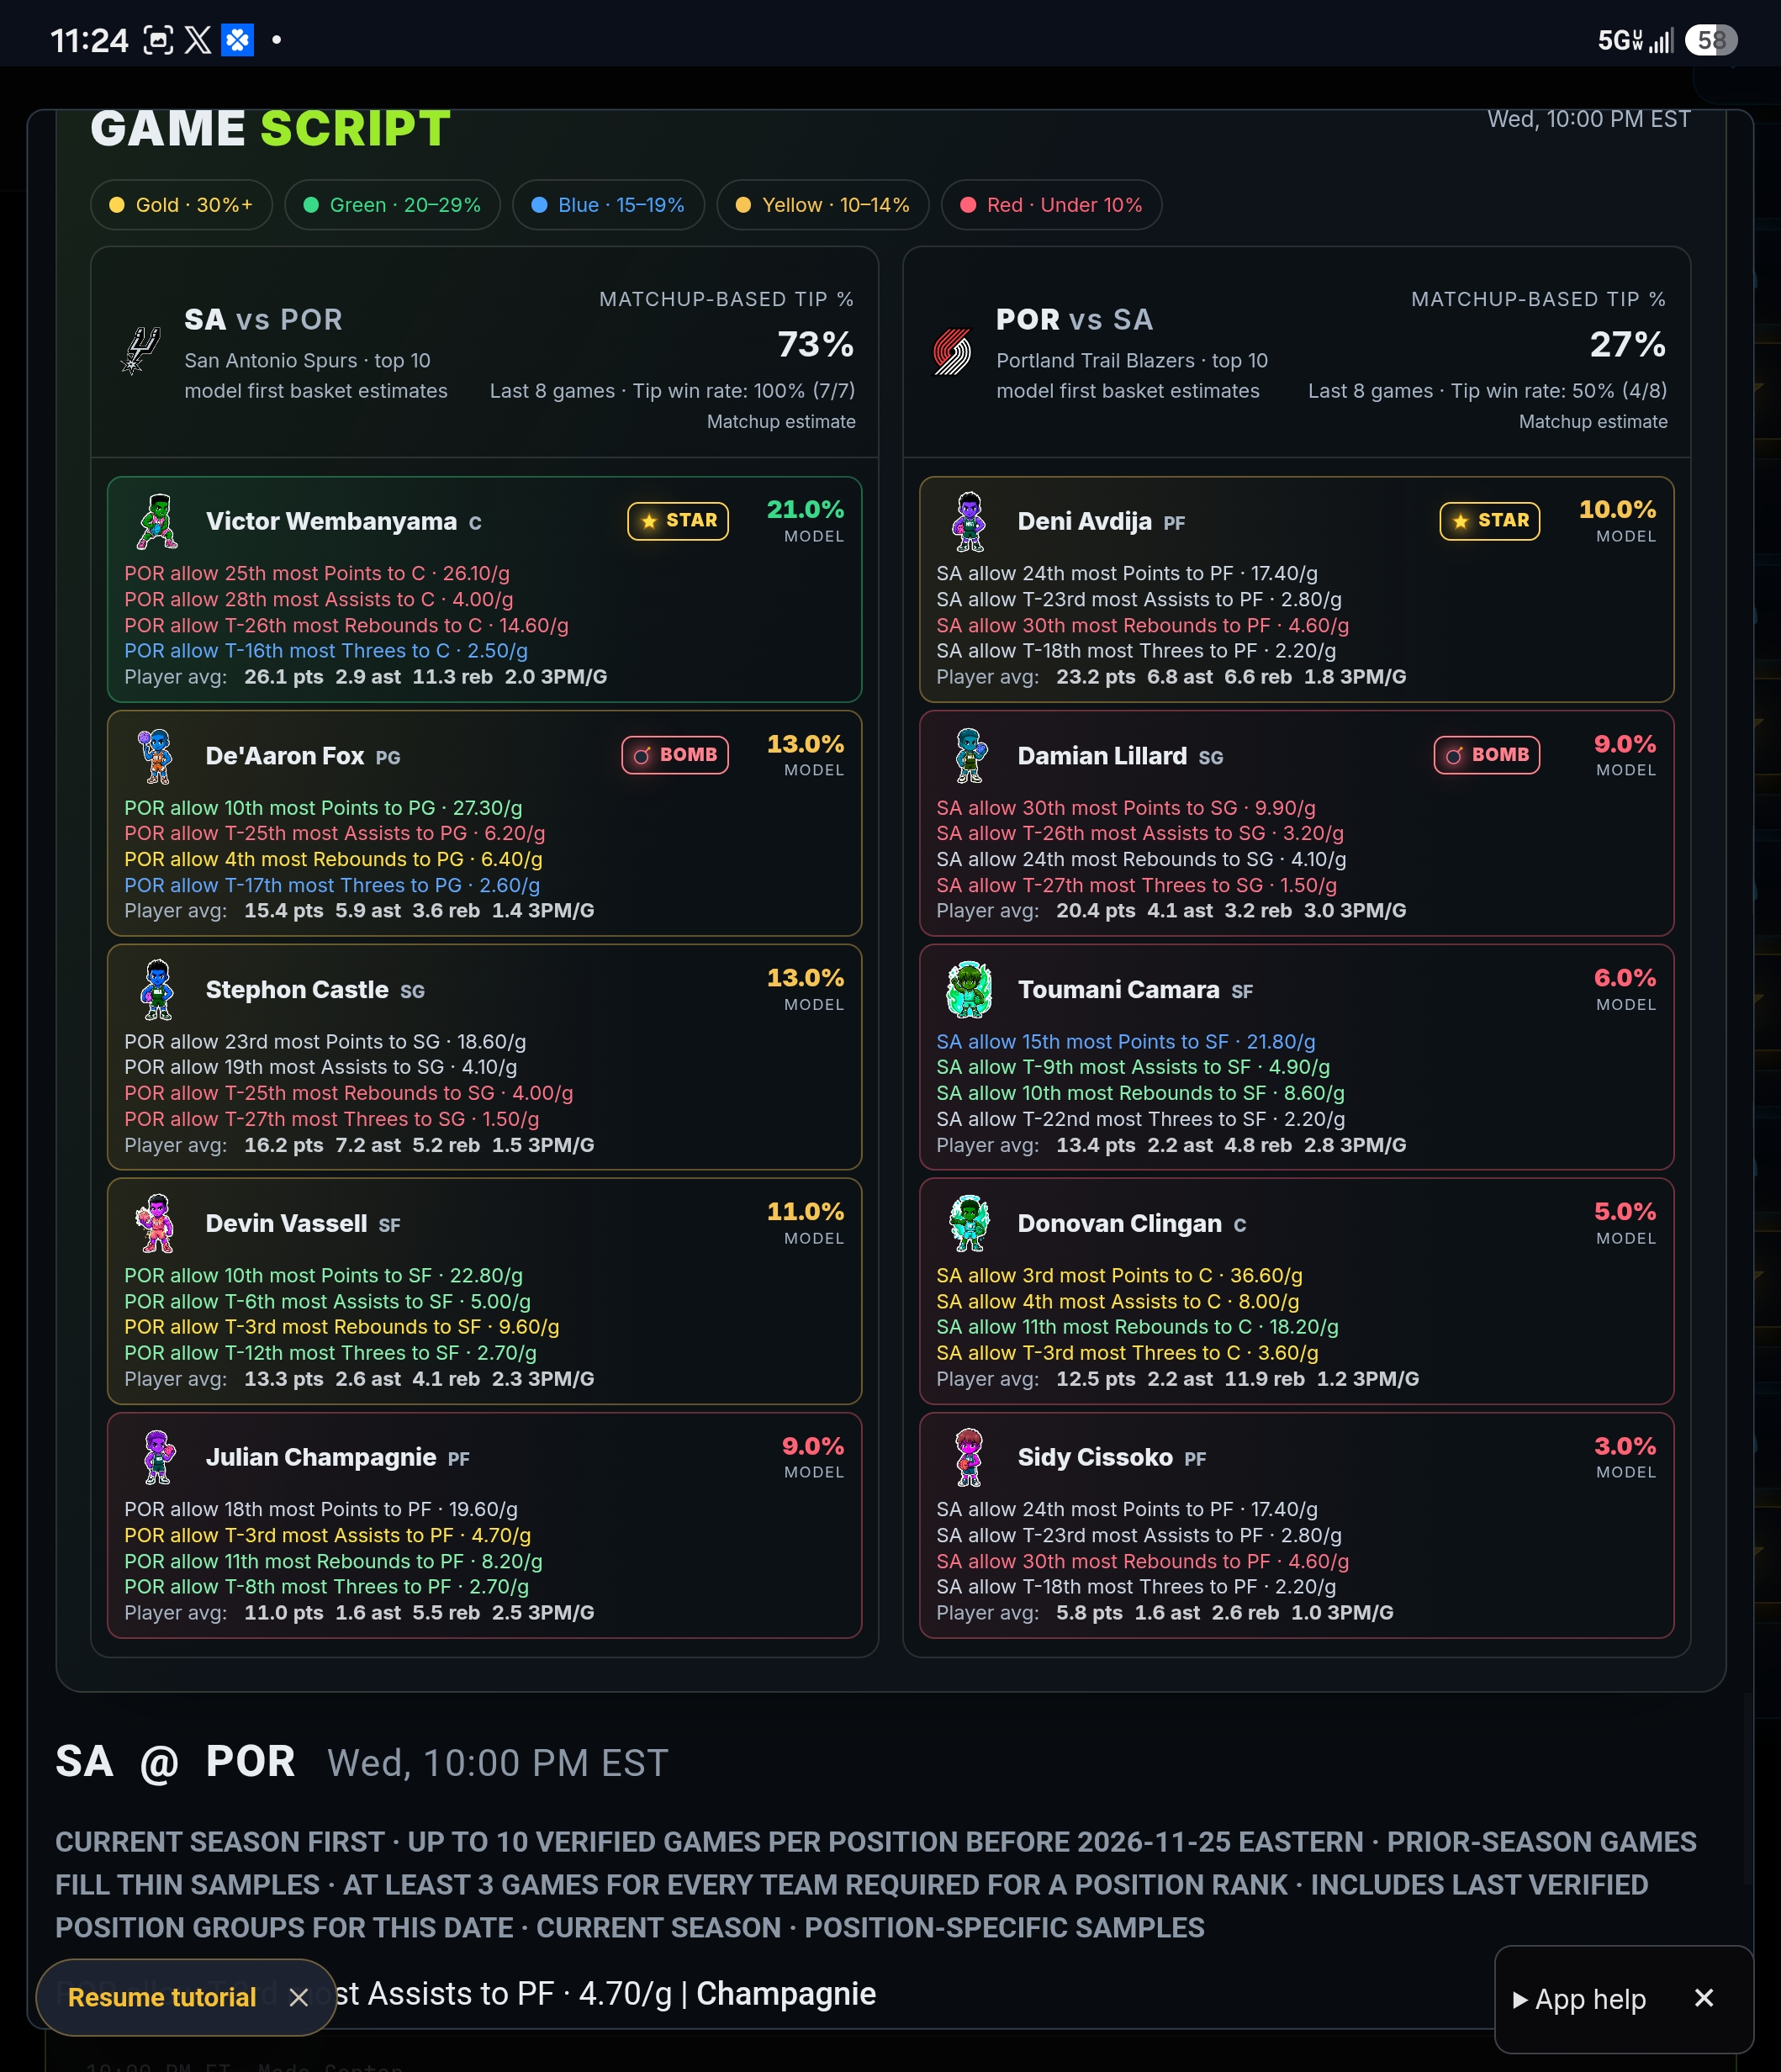 11:24
5G UW
58
GAME SCRIPT
Wed, 10:00 PM EST
Gold · 30%+
Green · 20–29%
Blue · 15–19%
Yellow · 10–14%
Red · Under 10%
SA vs POR
San Antonio Spurs · top 10
model first basket estimates
MATCHUP-BASED TIP %
73%
Last 8 games · Tip win rate: 100% (7/7)
Matchup estimate
Victor Wembanyama C
STAR
21.0%
MODEL
POR allow 25th most Points to C · 26.10/g
POR allow 28th most Assists to C · 4.00/g
POR allow T-26th most Rebounds to C · 14.60/g
POR allow T-16th most Threes to C · 2.50/g
Player avg: 26.1 pts 2.9 ast 11.3 reb 2.0 3PM/G
De'Aaron Fox PG
BOMB
13.0%
MODEL
POR allow 10th most Points to PG · 27.30/g
POR allow T-25th most Assists to PG · 6.20/g
POR allow 4th most Rebounds to PG · 6.40/g
POR allow T-17th most Threes to PG · 2.60/g
Player avg: 15.4 pts 5.9 ast 3.6 reb 1.4 3PM/G
Stephon Castle SG
13.0%
MODEL
POR allow 23rd most Points to SG · 18.60/g
POR allow 19th most Assists to SG · 4.10/g
POR allow T-25th most Rebounds to SG · 4.00/g
POR allow T-27th most Threes to SG · 1.50/g
Player avg: 16.2 pts 7.2 ast 5.2 reb 1.5 3PM/G
Devin Vassell SF
11.0%
MODEL
POR allow 10th most Points to SF · 22.80/g
POR allow T-6th most Assists to SF · 5.00/g
POR allow T-3rd most Rebounds to SF · 9.60/g
POR allow T-12th most Threes to SF · 2.70/g
Player avg: 13.3 pts 2.6 ast 4.1 reb 2.3 3PM/G
Julian Champagnie PF
9.0%
MODEL
POR allow 18th most Points to PF · 19.60/g
POR allow T-3rd most Assists to PF · 4.70/g
POR allow 11th most Rebounds to PF · 8.20/g
POR allow T-8th most Threes to PF · 2.70/g
Player avg: 11.0 pts 1.6 ast 5.5 reb 2.5 3PM/G
POR vs SA
Portland Trail Blazers · top 10
model first basket estimates
MATCHUP-BASED TIP %
27%
Last 8 games · Tip win rate: 50% (4/8)
Matchup estimate
Deni Avdija PF
STAR
10.0%
MODEL
SA allow 24th most Points to PF · 17.40/g
SA allow T-23rd most Assists to PF · 2.80/g
SA allow 30th most Rebounds to PF · 4.60/g
SA allow T-18th most Threes to PF · 2.20/g
Player avg: 23.2 pts 6.8 ast 6.6 reb 1.8 3PM/G
Damian Lillard SG
BOMB
9.0%
MODEL
SA allow 30th most Points to SG · 9.90/g
SA allow T-26th most Assists to SG · 3.20/g
SA allow 24th most Rebounds to SG · 4.10/g
SA allow T-27th most Threes to SG · 1.50/g
Player avg: 20.4 pts 4.1 ast 3.2 reb 3.0 3PM/G
Toumani Camara SF
6.0%
MODEL
SA allow 15th most Points to SF · 21.80/g
SA allow T-9th most Assists to SF · 4.90/g
SA allow 10th most Rebounds to SF · 8.60/g
SA allow T-22nd most Threes to SF · 2.20/g
Player avg: 13.4 pts 2.2 ast 4.8 reb 2.8 3PM/G
Donovan Clingan C
5.0%
MODEL
SA allow 3rd most Points to C · 36.60/g
SA allow 4th most Assists to C · 8.00/g
SA allow 11th most Rebounds to C · 18.20/g
SA allow T-3rd most Threes to C · 3.60/g
Player avg: 12.5 pts 2.2 ast 11.9 reb 1.2 3PM/G
Sidy Cissoko PF
3.0%
MODEL
SA allow 24th most Points to PF · 17.40/g
SA allow T-23rd most Assists to PF · 2.80/g
SA allow 30th most Rebounds to PF · 4.60/g
SA allow T-18th most Threes to PF · 2.20/g
Player avg: 5.8 pts 1.6 ast 2.6 reb 1.0 3PM/G
SA @ POR Wed, 10:00 PM EST
CURRENT SEASON FIRST · UP TO 10 VERIFIED GAMES PER POSITION BEFORE 2026-11-25 EASTERN · PRIOR-SEASON GAMES
FILL THIN SAMPLES · AT LEAST 3 GAMES FOR EVERY TEAM REQUIRED FOR A POSITION RANK · INCLUDES LAST VERIFIED
POSITION GROUPS FOR THIS DATE · CURRENT SEASON · POSITION-SPECIFIC SAMPLES
st Assists to PF · 4.70/g | Champagnie
Resume tutorial ×
▶ App help ×